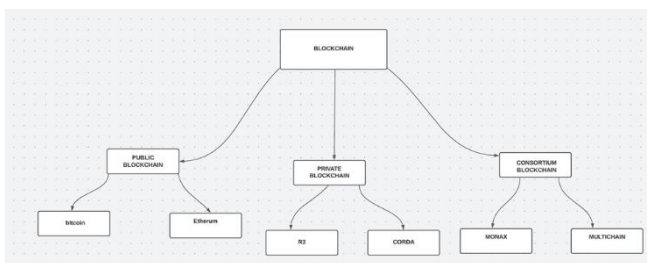 BLOCKCHAIN
PUBLIC
BLOCKCHAIN
PRIVATE
BLOCKCHAIN
CONSORTIUM
BLOCKCHAIN
bitcoin
Etherum
R3
CORDA
MONAX
MULTICHAIN